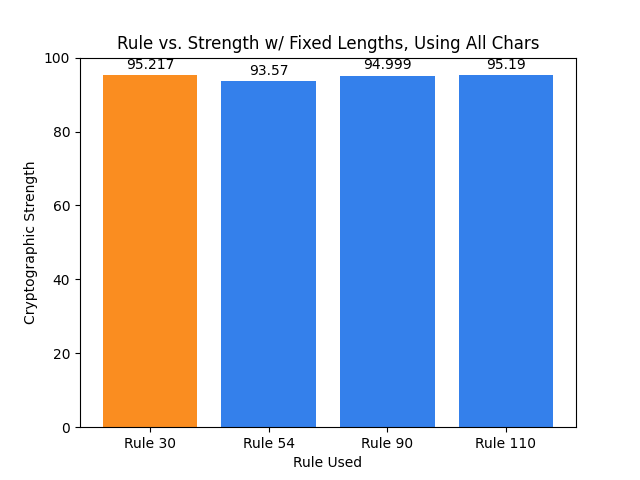 Rule vs. Strength w/ Fixed Lengths, Using All Chars
100
80
60
40
20
0
Cryptographic Strength
95.217
93.57
94.999
95.19
Rule 30
Rule 54
Rule 90
Rule 110
Rule Used